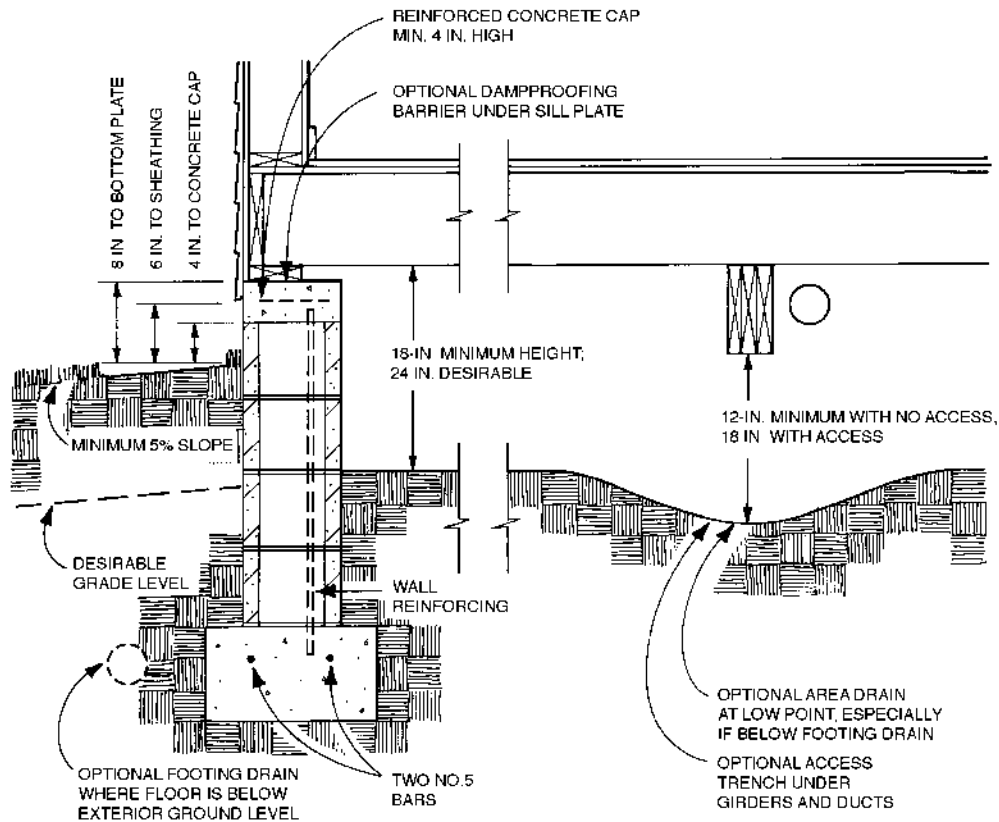 REINFORCED CONCRETE CAP
MIN. 4 IN. HIGH
OPTIONAL DAMPPROOFING
BARRIER UNDER SILL PLATE
8 IN TO BOTTOM PLATE
6 IN. TO SHEATHING
4 IN. TO CONCRETE CAP
18-IN MINIMUM HEIGHT;
24 IN. DESIRABLE
12-IN. MINIMUM WITH NO ACCESS,
18 IN WITH ACCESS
MINIMUM 5% SLOPE
DESIRABLE
GRADE LEVEL
WALL
REINFORCING
OPTIONAL AREA DRAIN
AT LOW POINT, ESPECIALLY
IF BELOW FOOTING DRAIN
OPTIONAL ACCESS
TRENCH UNDER
GIRDERS AND DUCTS
OPTIONAL FOOTING DRAIN
WHERE FLOOR IS BELOW
EXTERIOR GROUND LEVEL
TWO NO.5
BARS